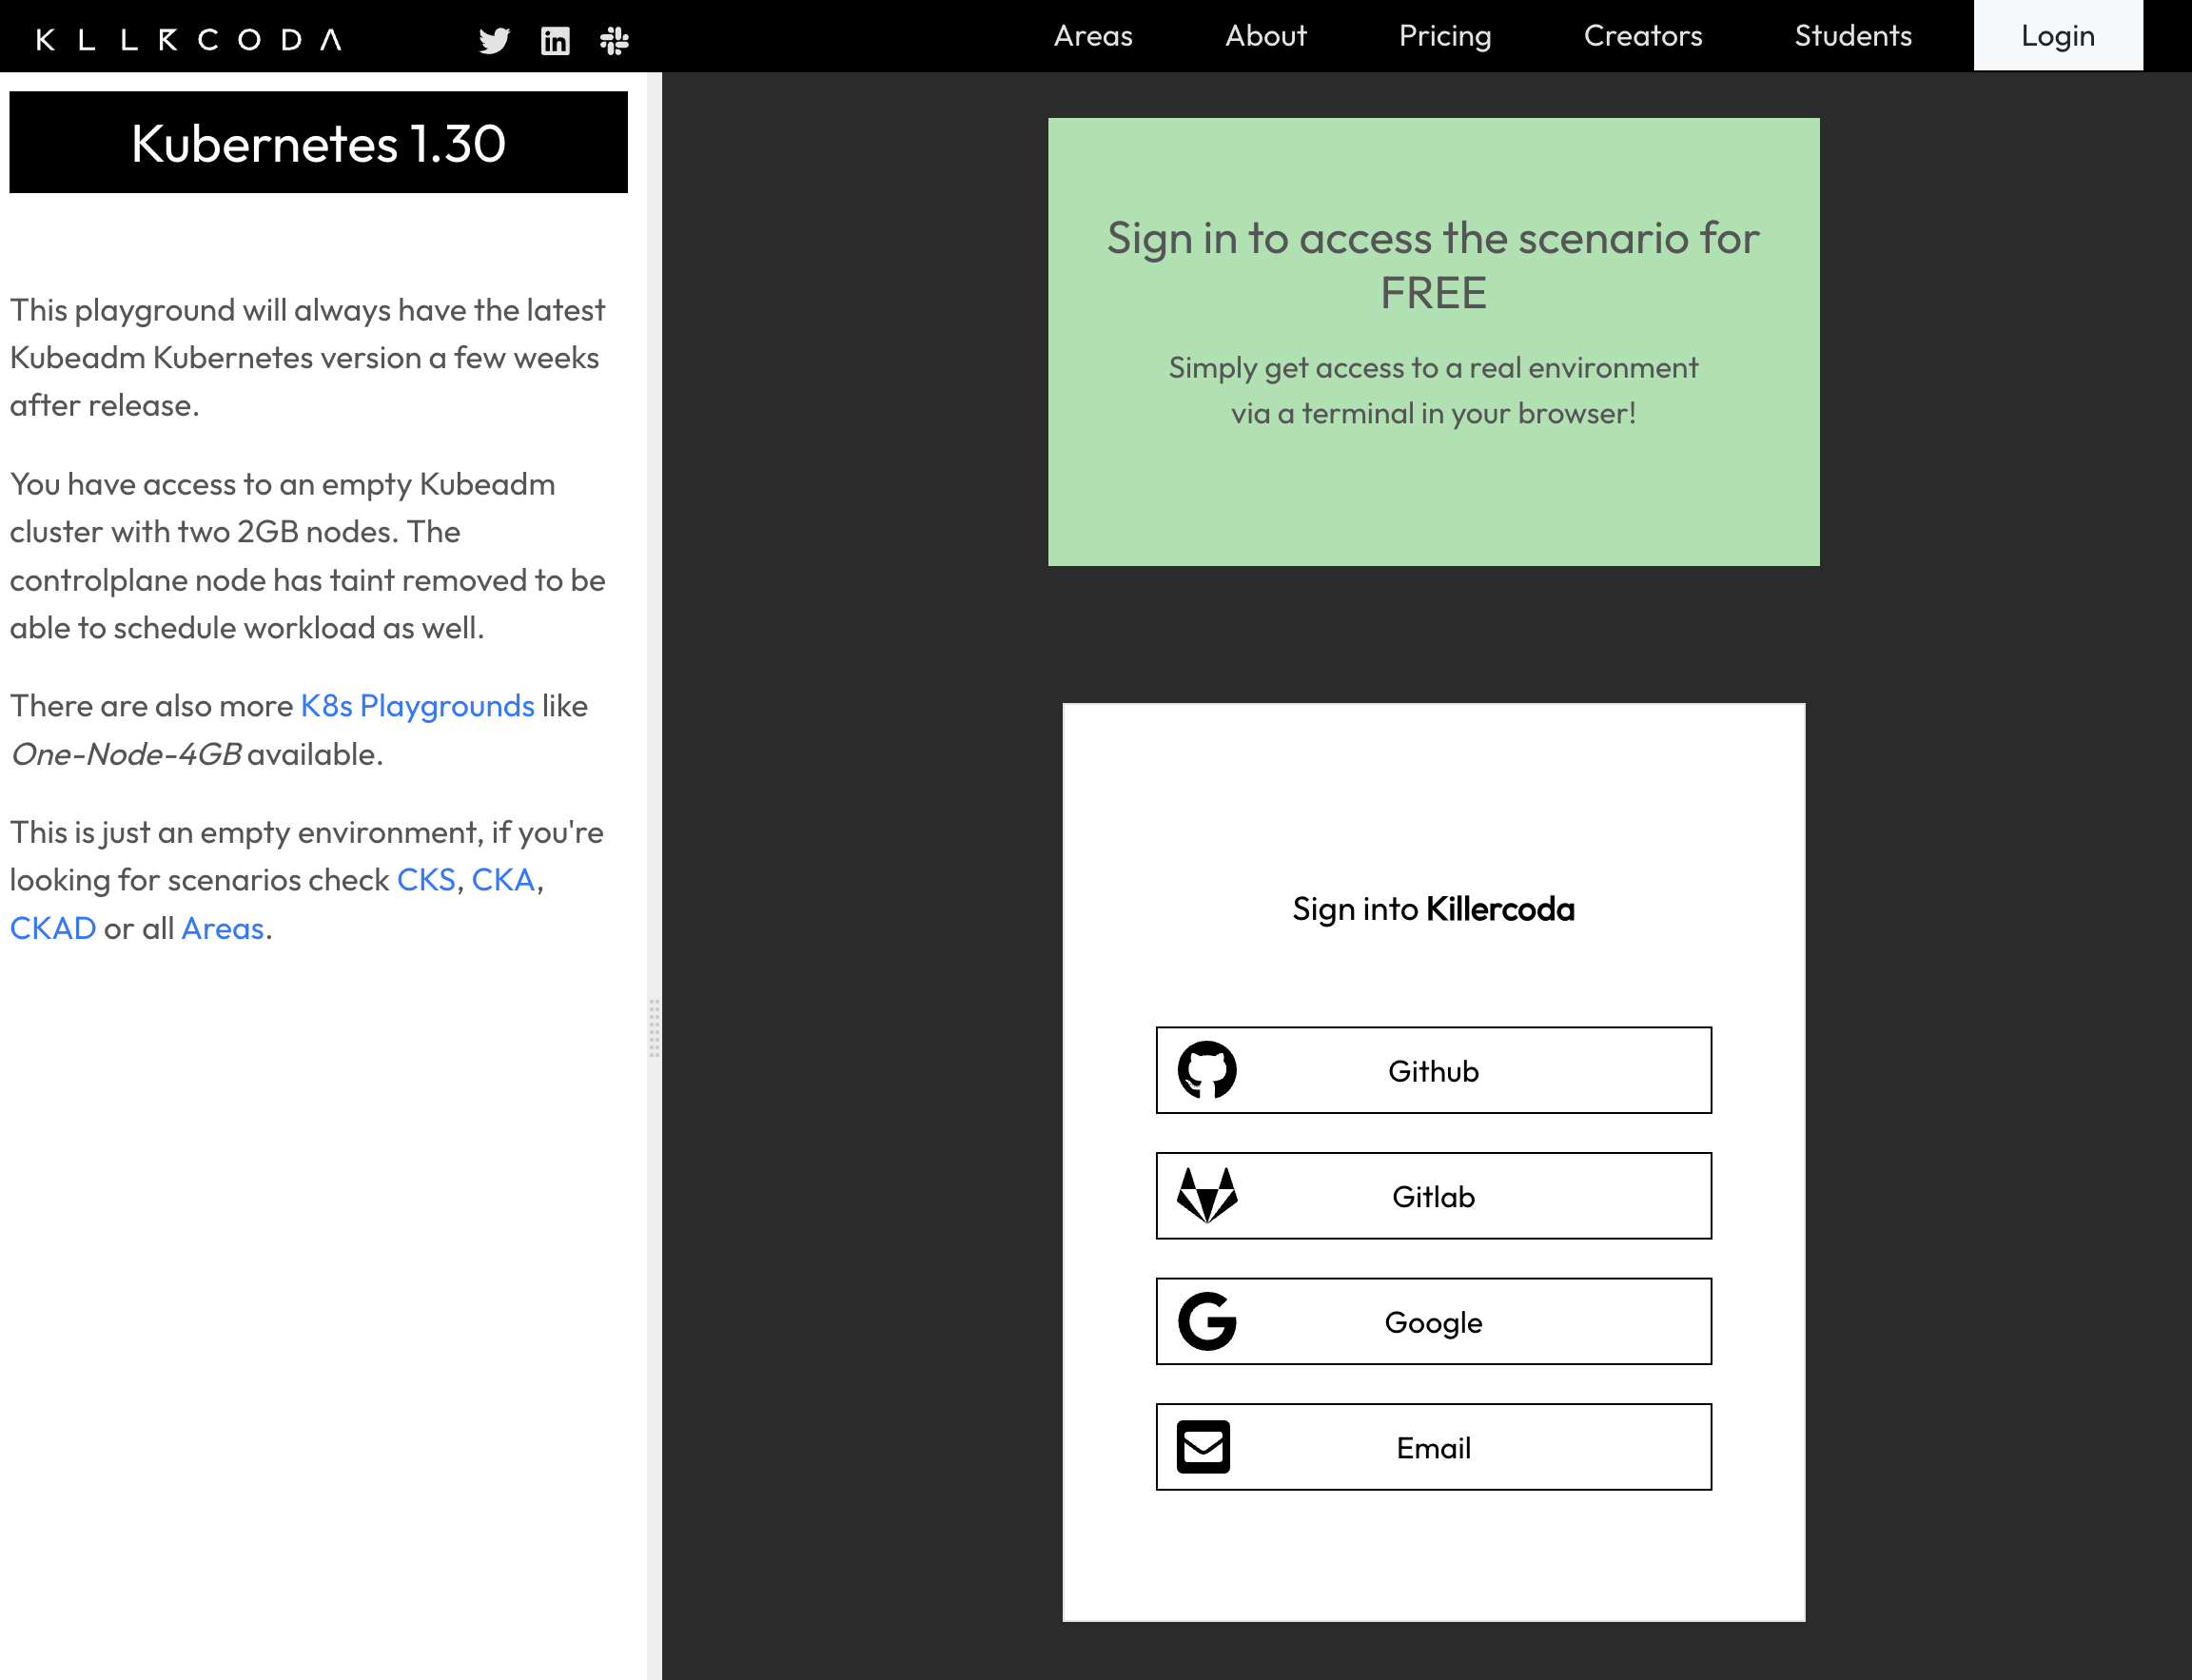 KLLRCODA
Areas
About
Pricing
Creators
Students
Login
Kubernetes 1.30
This playground will always have the latest
Kubeadm Kubernetes version a few weeks
after release.
You have access to an empty Kubeadm
cluster with two 2GB nodes. The
controlplane node has taint removed to be
able to schedule workload as well.
There are also more K8s Playgrounds like
One-Node-4GB available.
This is just an empty environment, if you're
looking for scenarios check CKS, CKA,
CKAD or all Areas.
Sign in to access the scenario for
FREE
Simply get access to a real environment
via a terminal in your browser!
Sign into Killercoda
Github
Gitlab
Google
Email